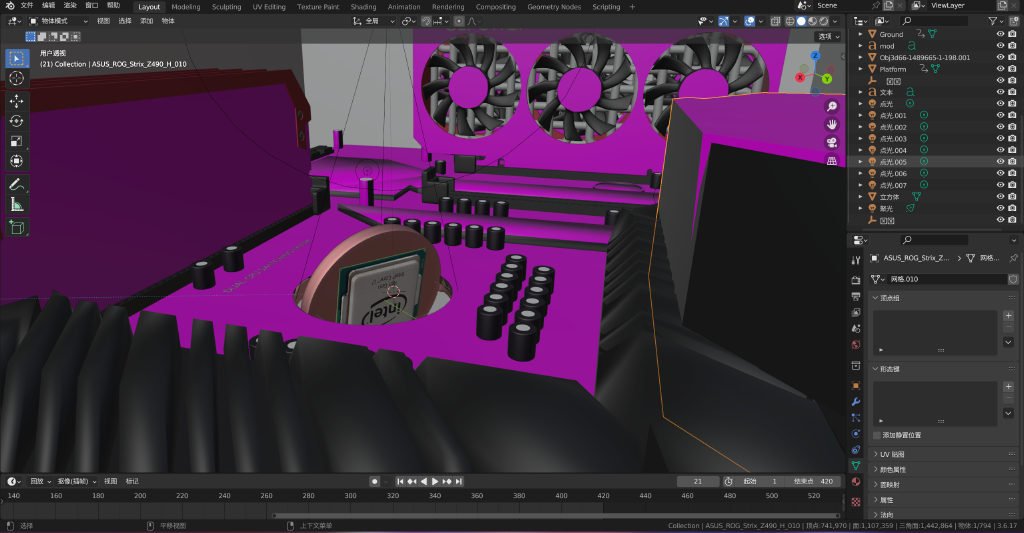 文件 编辑 渲染 窗口 帮助 Layout Modeling Sculpting UV Editing Texture Paint Shading Animation Rendering Compositing Geometry Nodes Scripting + Scene ViewLayer
物体模式 视图 选择 添加 物体 全局
选项
用户透视
(21) Collection | ASUS_ROG_Strix_Z490_H_010
X Y Z
intel
Ground
mod
Obj3d66-1489665-1-198.001
Platform
文本
点光
点光.001
点光.002
点光.003
点光.004
点光.005
点光.006
点光.007
立方体
聚光
ASUS_ROG_Strix_Z... 网格....
网格.010
顶点组
形态键
添加静置位置
UV 贴图
颜色属性
面映射
属性
法向
回放 抠像(插帧) 视图 标记 21 起始 1 结束点 420
140 160 180 200 220 240 260 280 300 320 340 360 380 400 420 440 460 480 500 520
选择 平移视图 上下文菜单 Collection | ASUS_ROG_Strix_Z490_H_010 | 顶点:741,970 | 面:1,107,359 | 三角面:1,442,864 | 物体:1/794 | 3.6.17